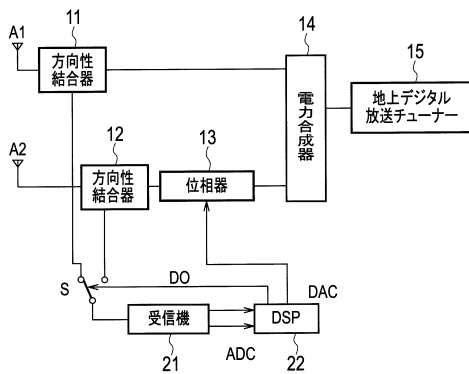 11
A1
方向性
結合器
14
電力合成器
15
地上デジタル
放送チューナー
12
A2
方向性
結合器
13
位相器
S
DO
DAC
受信機
21
ADC
DSP
22